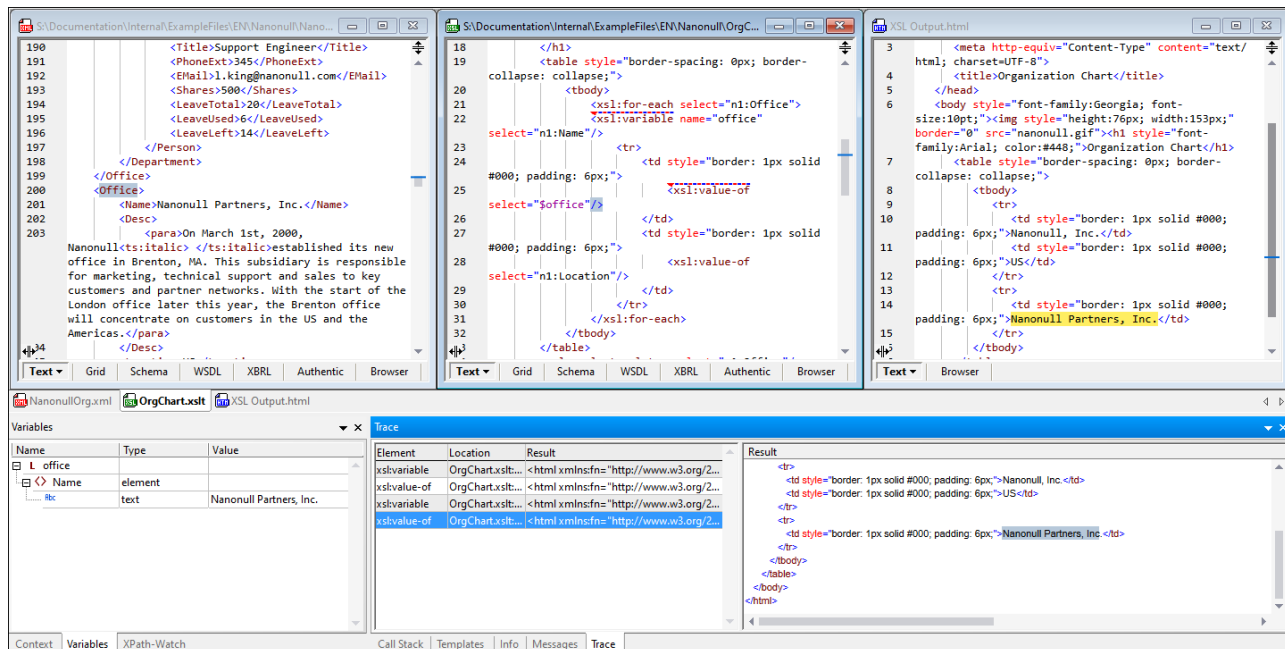 S:\Documentation\Internal\ExampleFiles\EN\Nanonull\Nano...
190 <Title>Support Engineer</Title>
191 <PhoneExt>345</PhoneExt>
192 <EMail>l.king@nanonull.com</EMail>
193 <Shares>500</Shares>
194 <LeaveTotal>20</LeaveTotal>
195 <LeaveUsed>6</LeaveUsed>
196 <LeaveLeft>14</LeaveLeft>
197 </Person>
198 </Department>
199 </Office>
200 <Office>
201 <Name>Nanonull Partners, Inc.</Name>
202 <Desc>
203 <para>On March 1st, 2000,
Nanonull<ts:italic> </ts:italic>established its new
office in Brenton, MA. This subsidiary is responsible
for marketing, technical support and sales to key
customers and partner networks. With the start of the
London office later this year, the Brenton office
will concentrate on customers in the US and the
Americas.</para>
34 </Desc>
Text Grid Schema WSDL XBRL Authentic Browser
S:\Documentation\Internal\ExampleFiles\EN\Nanonull\OrgC...
18 </h1>
19 <table style="border-spacing: 0px; border-
collapse: collapse;">
20 <tbody>
21 <xsl:for-each select="n1:Office">
22 <xsl:variable name="office"
select="n1:Name"/>
23 <tr>
24 <td style="border: 1px solid
#000; padding: 6px;">
25 <xsl:value-of
select="$office"/>
26 </td>
27 <td style="border: 1px solid
#000; padding: 6px;">
28 <xsl:value-of
select="n1:Location"/>
29 </td>
30 </tr>
31 </xsl:for-each>
32 </tbody>
3 </table>
Text Grid Schema WSDL XBRL Authentic Browser
XSL Output.html
3 <meta http-equiv="Content-Type" content="text/
html; charset=UTF-8">
4 <title>Organization Chart</title>
5 </head>
6 <body style="font-family:Georgia; font-
size:10pt;"><img style="height:76px; width:153px;"
border="0" src="nanonull.gif"><h1 style="font-
family:Arial; color:#448;">Organization Chart</h1>
7 <table style="border-spacing: 0px; border-
collapse: collapse;">
8 <tbody>
9 <tr>
10 <td style="border: 1px solid #000;
padding: 6px;">Nanonull, Inc.</td>
11 <td style="border: 1px solid #000;
padding: 6px;">US</td>
12 </tr>
13 <tr>
14 <td style="border: 1px solid #000;
padding: 6px;">Nanonull Partners, Inc.</td>
15 </tr>
5 </tbody>
Text Browser
NanonullOrg.xml OrgChart.xslt XSL Output.html
Variables
Name Type Value
L office
Name element
Abc text Nanonull Partners, Inc.
Context Variables XPath-Watch
Trace
Element Location Result
xsl:variable OrgChart.xslt:... <html xmlns:fn="http://www.w3.org/2...
xsl:value-of OrgChart.xslt:... <html xmlns:fn="http://www.w3.org/2...
xsl:variable OrgChart.xslt:... <html xmlns:fn="http://www.w3.org/2...
xsl:value-of OrgChart.xslt:... <html xmlns:fn="http://www.w3.org/2...
Result
<tr>
<td style="border: 1px solid #000; padding: 6px;">Nanonull, Inc.</td>
<td style="border: 1px solid #000; padding: 6px;">US</td>
</tr>
<tr>
<td style="border: 1px solid #000; padding: 6px;">Nanonull Partners, Inc.</td>
</tr>
</tbody>
</table>
</body>
</html>
Call Stack Templates Info Messages Trace